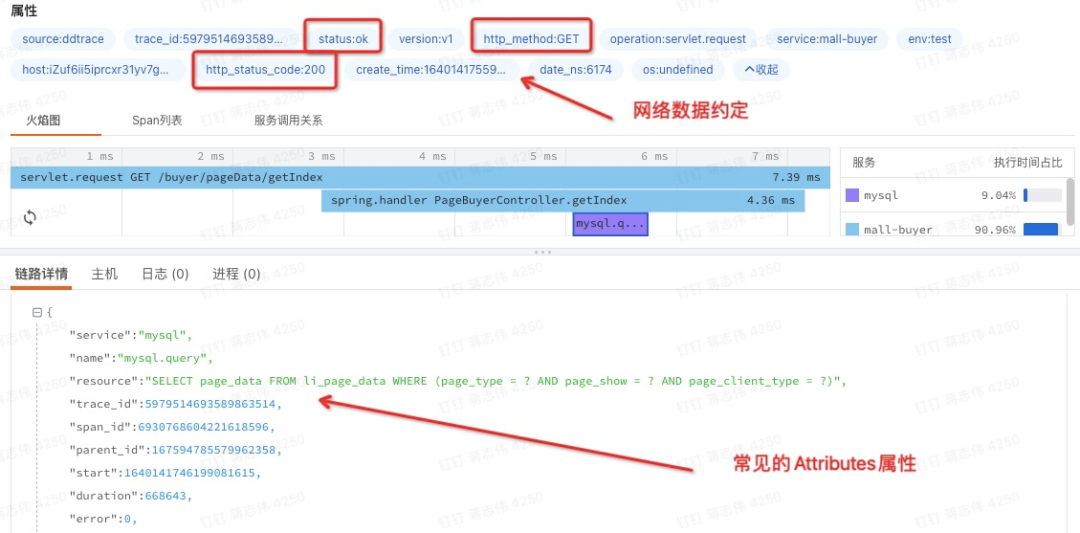 属性
source:ddtrace trace_id:5979514693589... status:ok version:v1 http_method:GET operation:servlet.request service:mall-buyer env:test
host:iZuf6ii5iprcxr31yv7g... http_status_code:200 create_time:16401417559... date_ns:6174 os:undefined 收起
网络数据约定
火焰图 Span列表 服务调用关系
1 ms 2 ms 3 ms 4 ms 5 ms 6 ms 7 ms
服务 执行时间占比
servlet.request GET /buyer/pageData/getIndex 7.39 ms
mysql 9.04%
spring.handler PageBuyerController.getIndex 4.36 ms
mysql.q...
mall-buyer 90.96%
链路详情 主机 日志 (0) 进程 (0)
{
"service":"mysql",
"name":"mysql.query",
"resource":"SELECT page_data FROM li_page_data WHERE (page_type = ? AND page_show = ? AND page_client_type = ?)",
"trace_id":5979514693589863514,
"span_id":6930768604221618596,
"parent_id":167594785579962358,
"start":1640141746199081615,
"duration":668643,
"error":0,
常见的Attributes属性
钉钉 蒋志伟 4250